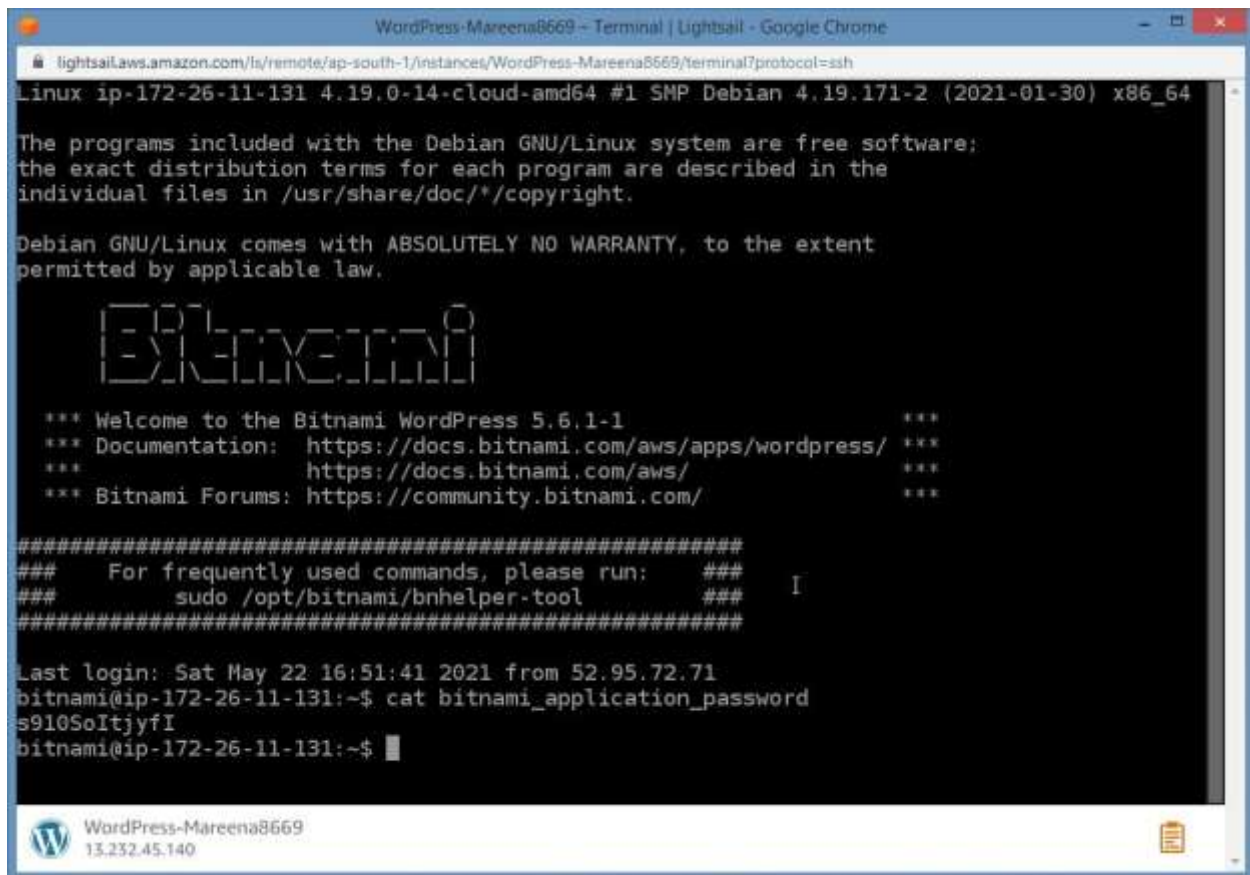 WordPress-Mareena8669 – Terminal | Lightsail - Google Chrome
lightsail.aws.amazon.com/ls/remote/ap-south-1/instances/WordPress-Mareena8669/terminal?protocol=ssh
Linux ip-172-26-11-131 4.19.0-14-cloud-amd64 #1 SMP Debian 4.19.171-2 (2021-01-30) x86_64
The programs included with the Debian GNU/Linux system are free software;
the exact distribution terms for each program are described in the
individual files in /usr/share/doc/*/copyright.
Debian GNU/Linux comes with ABSOLUTELY NO WARRANTY, to the extent
permitted by applicable law.
Bitnami
*** Welcome to the Bitnami WordPress 5.6.1-1 ***
*** Documentation: https://docs.bitnami.com/aws/apps/wordpress/ ***
*** https://docs.bitnami.com/aws/ ***
*** Bitnami Forums: https://community.bitnami.com/ ***
#######################################################
### For frequently used commands, please run: ###
### sudo /opt/bitnami/bnhelper-tool ###
#######################################################
Last login: Sat May 22 16:51:41 2021 from 52.95.72.71
bitnami@ip-172-26-11-131:~$ cat bitnami_application_password
s910SoItjyfI
bitnami@ip-172-26-11-131:~$
WordPress-Mareena8669
13.232.45.140